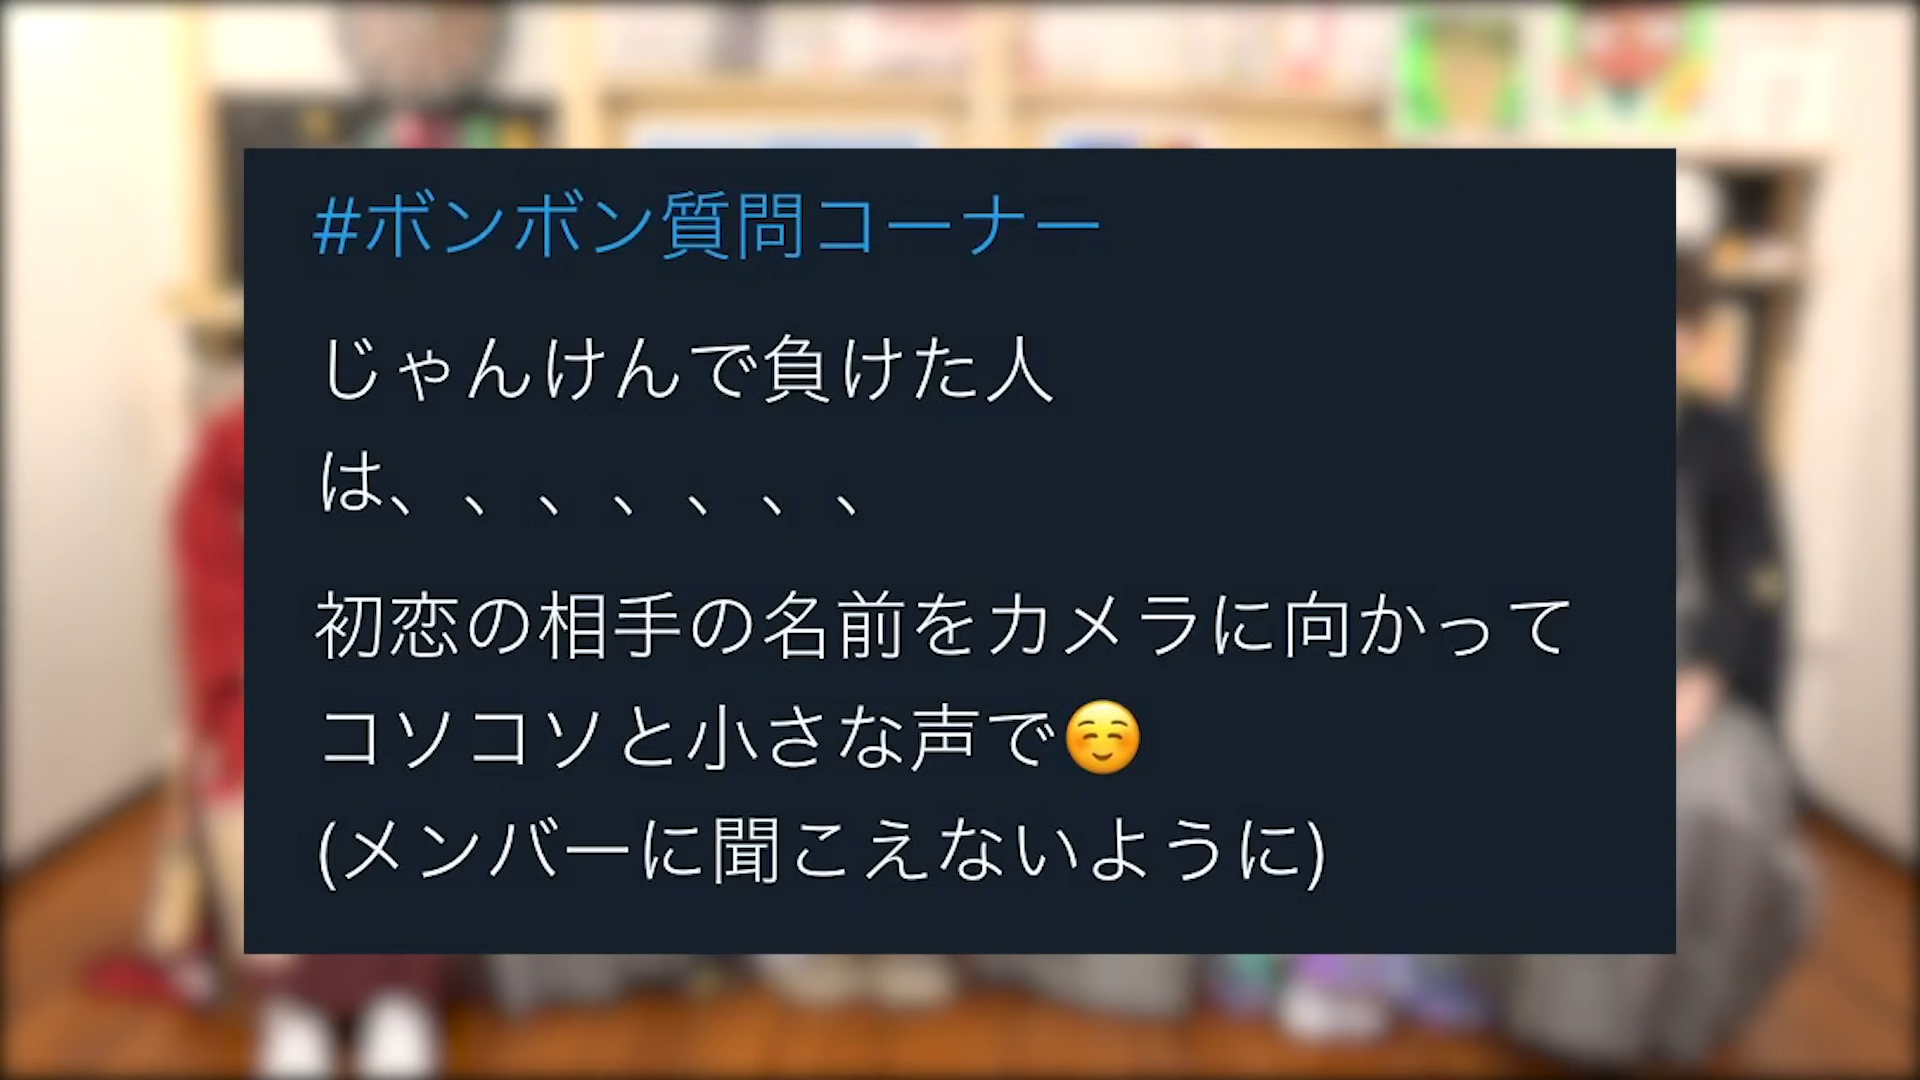 #ボンボン質問コーナー
じゃんけんで負けた人
は、、、、、、、
初恋の相手の名前をカメラに向かって
コソコソと小さな声で☺️
(メンバーに聞こえないように)